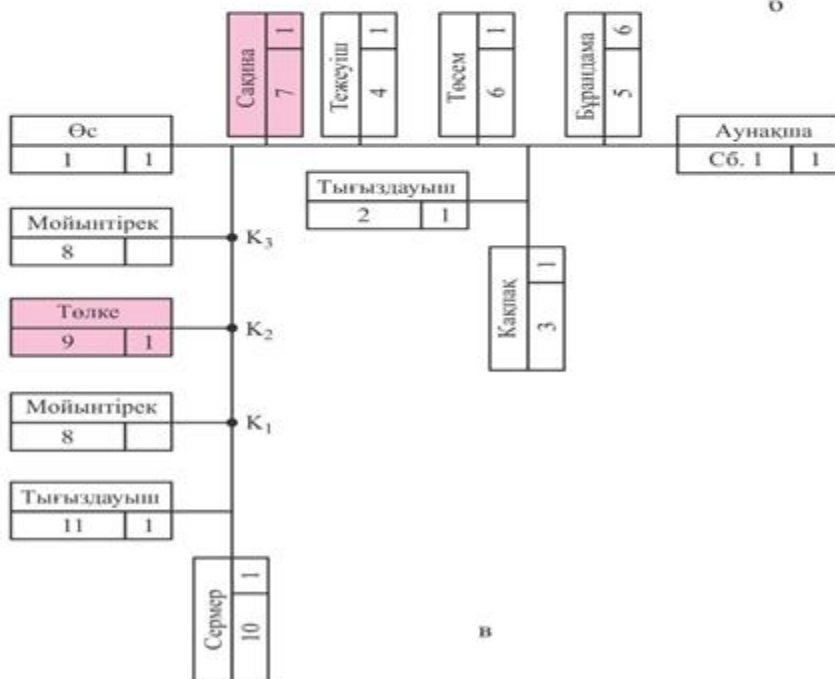 б
Сақина
7 1
Тежеуіш
4 1
Төсем
6 1
Бұрандама
5 6
Өс
1 1
Аунақша
Сб. 1 1
Тығыздауыш
2 1
Мойынтірек
8
K3
Қақпақ
3 1
Төлке
9 1
K2
Мойынтірек
8
K1
Тығыздауыш
11 1
Сермер
10 1
в